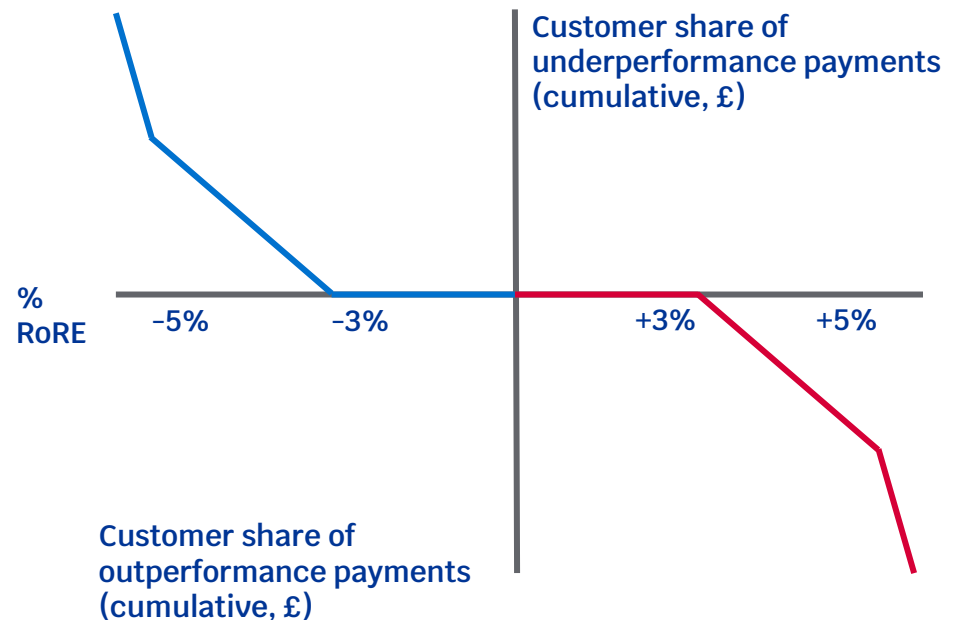 Customer share of
underperformance payments
(cumulative, £)
%
RoRE
-5%
-3%
+3%
+5%
Customer share of
outperformance payments
(cumulative, £)